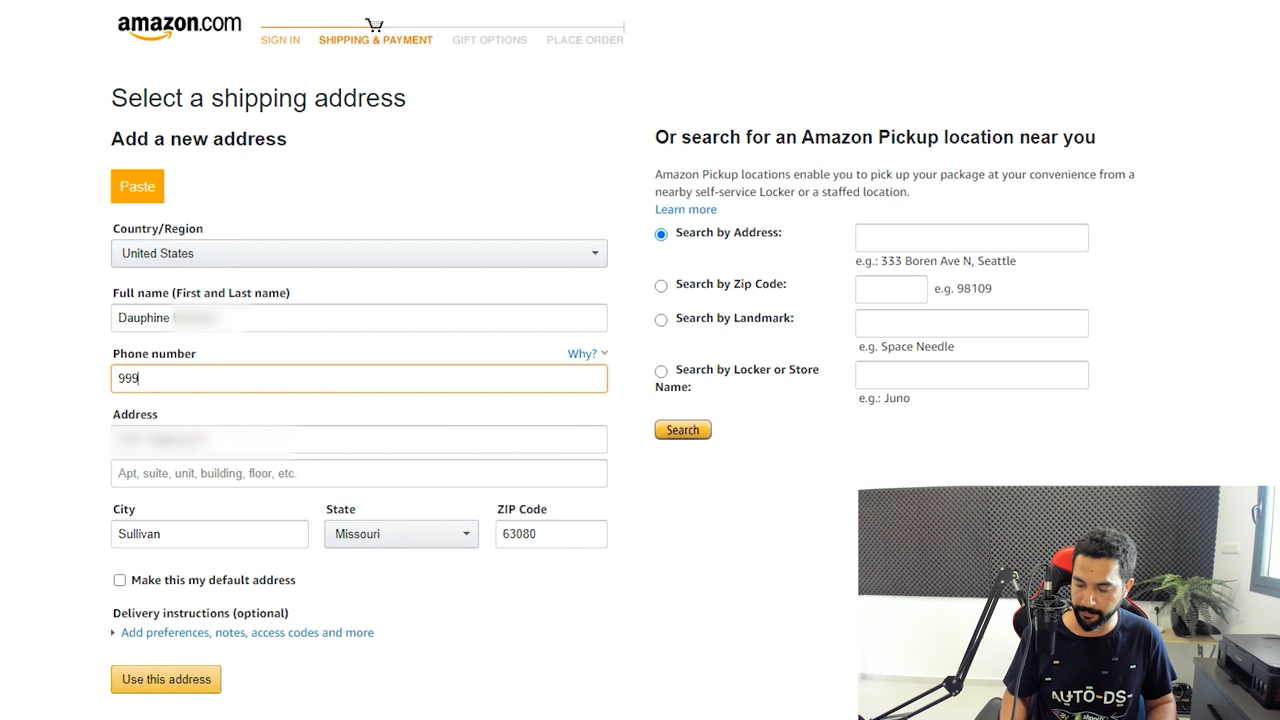 amazon.com
SIGN IN SHIPPING & PAYMENT GIFT OPTIONS PLACE ORDER
Select a shipping address
Add a new address
Paste
Country/Region
United States
Full name (First and Last name)
Dauphine
Phone number Why?
999
Address
Apt, suite, unit, building, floor, etc.
City State ZIP Code
Sullivan Missouri 63080
Make this my default address
Delivery instructions (optional)
Add preferences, notes, access codes and more
Use this address
Or search for an Amazon Pickup location near you
Amazon Pickup locations enable you to pick up your package at your convenience from a
nearby self-service Locker or a staffed location.
Learn more
Search by Address:
e.g.: 333 Boren Ave N, Seattle
Search by Zip Code: e.g. 98109
Search by Landmark:
e.g. Space Needle
Search by Locker or Store
Name:
e.g.: Juno
Search
AUTO-DS